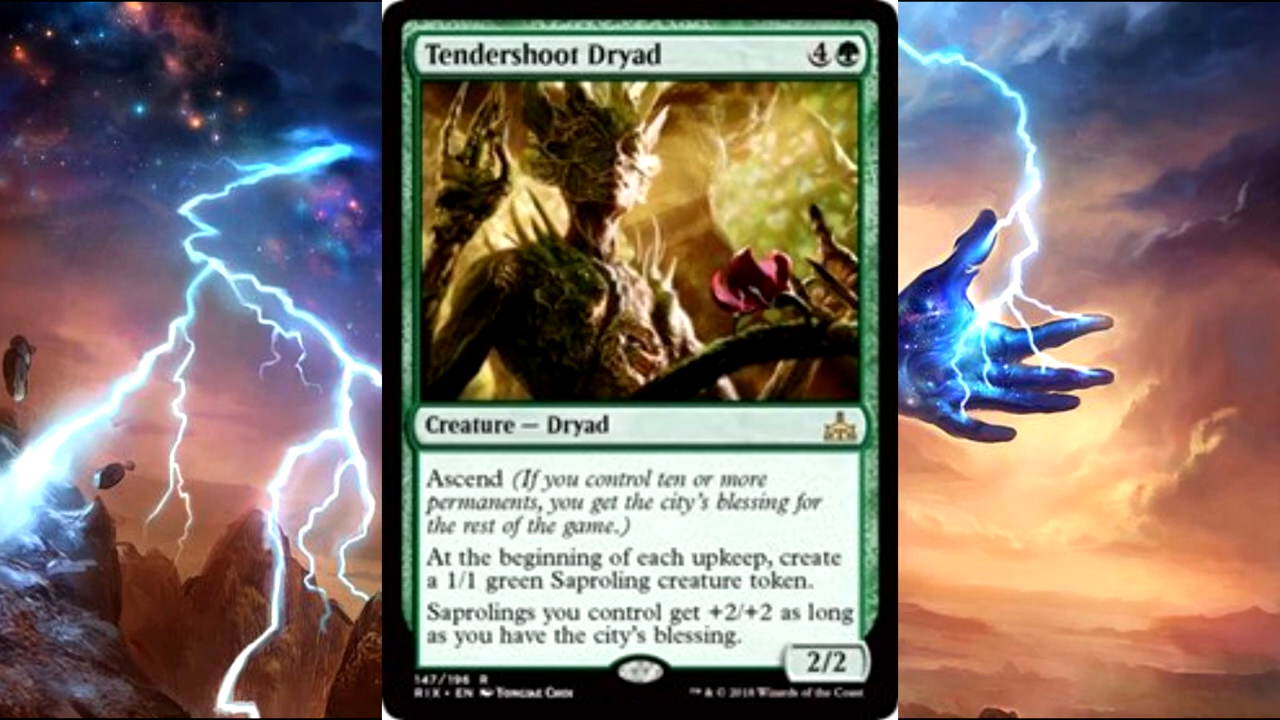 Tendershoot Dryad 4
Creature — Dryad
Ascend (If you control ten or more
permanents, you get the city's blessing for
the rest of the game.)
At the beginning of each upkeep, create
a 1/1 green Saproling creature token.
Saprolings you control get +2/+2 as long
as you have the city's blessing.
2/2
147/196 R
RIX • EN Yongjae Choi
™ & © 2018 Wizards of the Coast